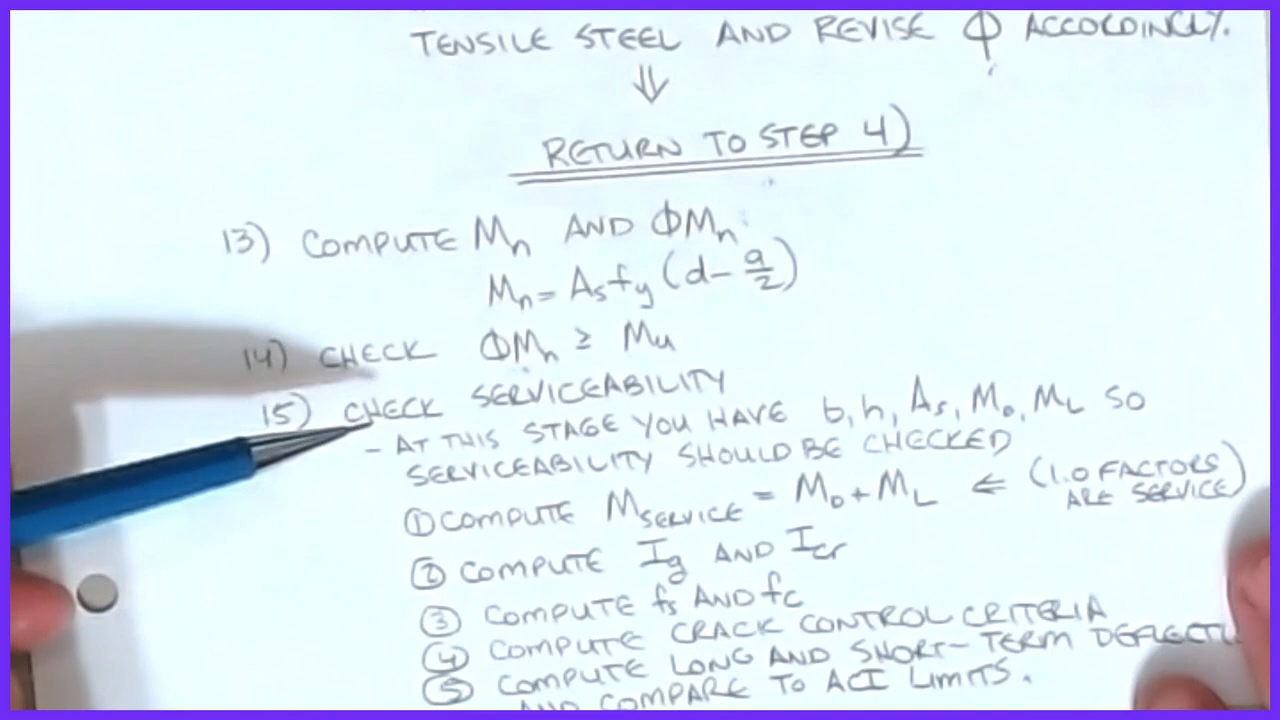 TENSILE STEEL AND REVISE Φ ACCORDINGLY.
⇓
RETURN TO STEP 4)
13) COMPUTE Mn AND ΦMn
Mn = Asfy (d - a/2)
14) CHECK ΦMn ≥ Mu
15) CHECK SERVICEABILITY
- AT THIS STAGE YOU HAVE b, h, As, MD, ML SO
SERVICEABILITY SHOULD BE CHECKED
① COMPUTE MSERVICE = MD + ML ⇐ (1.0 FACTORS
ARE SERVICE)
② COMPUTE Ig AND Icr
③ COMPUTE fs AND fc
④ COMPUTE CRACK CONTROL CRITERIA
⑤ COMPUTE LONG AND SHORT-TERM DEFLECTI
AND COMPARE TO ACI LIMITS.